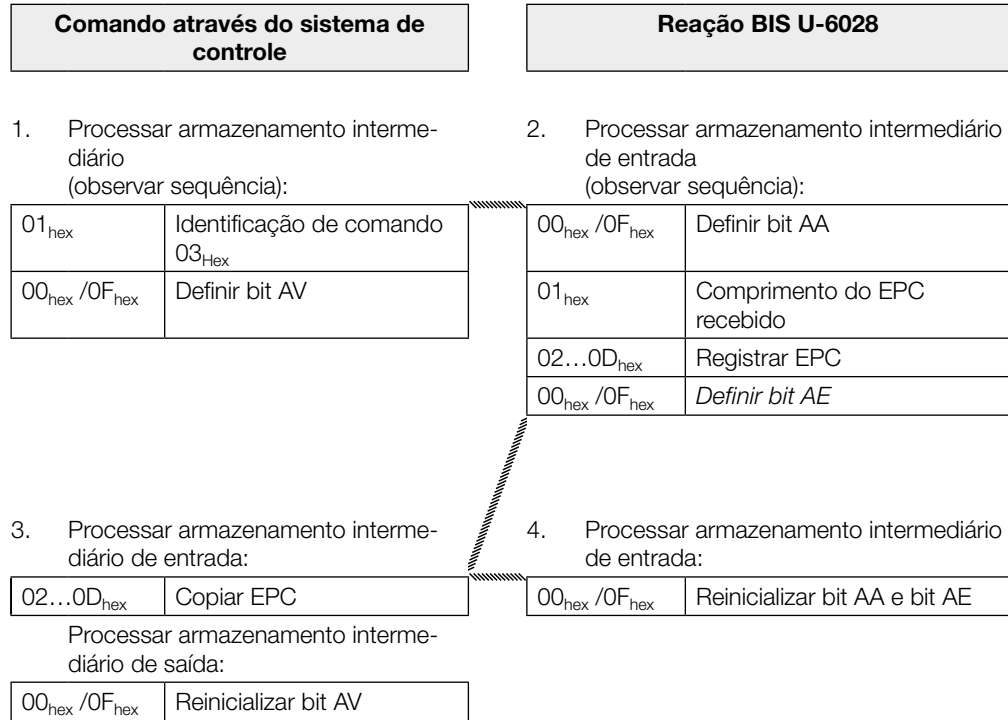 Comando através do sistema de
controle
Reação BIS U-6028
1. Processar armazenamento interme-
diário
(observar sequência):
01hex Identificação de comando
03Hex
00hex /0Fhex Definir bit AV
2. Processar armazenamento intermediário
de entrada
(observar sequência):
00hex /0Fhex Definir bit AA
01hex Comprimento do EPC
recebido
02…0Dhex Registrar EPC
00hex /0Fhex Definir bit AE
3. Processar armazenamento interme-
diário de entrada:
02…0Dhex Copiar EPC
Processar armazenamento interme-
diário de saída:
00hex /0Fhex Reinicializar bit AV
4. Processar armazenamento intermediário
de entrada:
00hex /0Fhex Reinicializar bit AA e bit AE